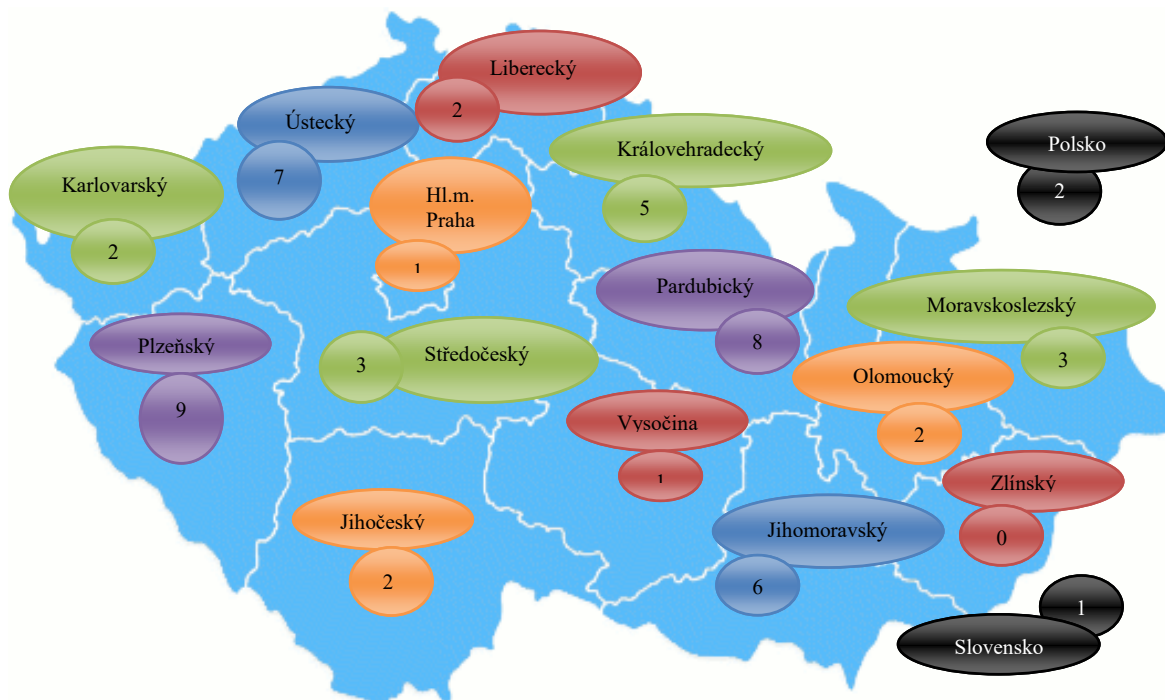 Liberecký
2
Ústecký
7
Královehradecký
5
Polsko
2
Karlovarský
2
Hl.m.
Praha
1
Pardubický
8
Moravskoslezský
3
Plzeňský
9
Středočeský
3
Olomoucký
2
Vysočina
1
Zlínský
0
Jihočeský
2
Jihomoravský
6
1
Slovensko